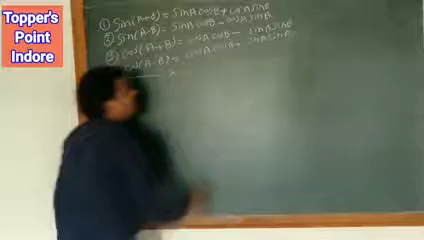 Topper's
Point
Indore
① Sin(A+B) = SinA cosB + cosA sinB
② Sin(A-B) = SinA cosB - cosA sinB
③ Cos(A+B) = cosA cosB - sinA sinB
Cos(A-B) = cosA cosB + sinA sinB